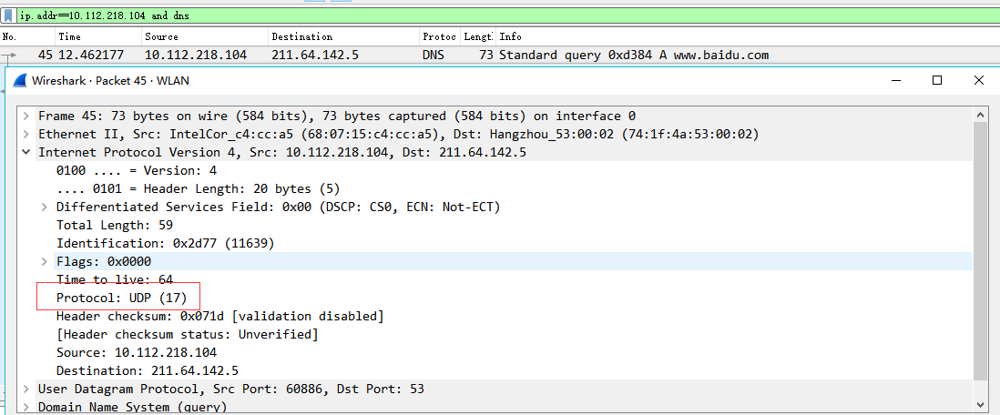 ip.addr==10.112.218.104 and dns
No. Time Source Destination Protoc Lengtl Info
45 12.462177 10.112.218.104 211.64.142.5 DNS 73 Standard query 0xd384 A www.baidu.com
Wireshark · Packet 45 · WLAN
Frame 45: 73 bytes on wire (584 bits), 73 bytes captured (584 bits) on interface 0
Ethernet II, Src: IntelCor_c4:cc:a5 (68:07:15:c4:cc:a5), Dst: Hangzhou_53:00:02 (74:1f:4a:53:00:02)
Internet Protocol Version 4, Src: 10.112.218.104, Dst: 211.64.142.5
0100 .... = Version: 4
.... 0101 = Header Length: 20 bytes (5)
Differentiated Services Field: 0x00 (DSCP: CS0, ECN: Not-ECT)
Total Length: 59
Identification: 0x2d77 (11639)
Flags: 0x0000
Time to live: 64
Protocol: UDP (17)
Header checksum: 0x071d [validation disabled]
[Header checksum status: Unverified]
Source: 10.112.218.104
Destination: 211.64.142.5
User Datagram Protocol, Src Port: 60886, Dst Port: 53
Domain Name System (query)